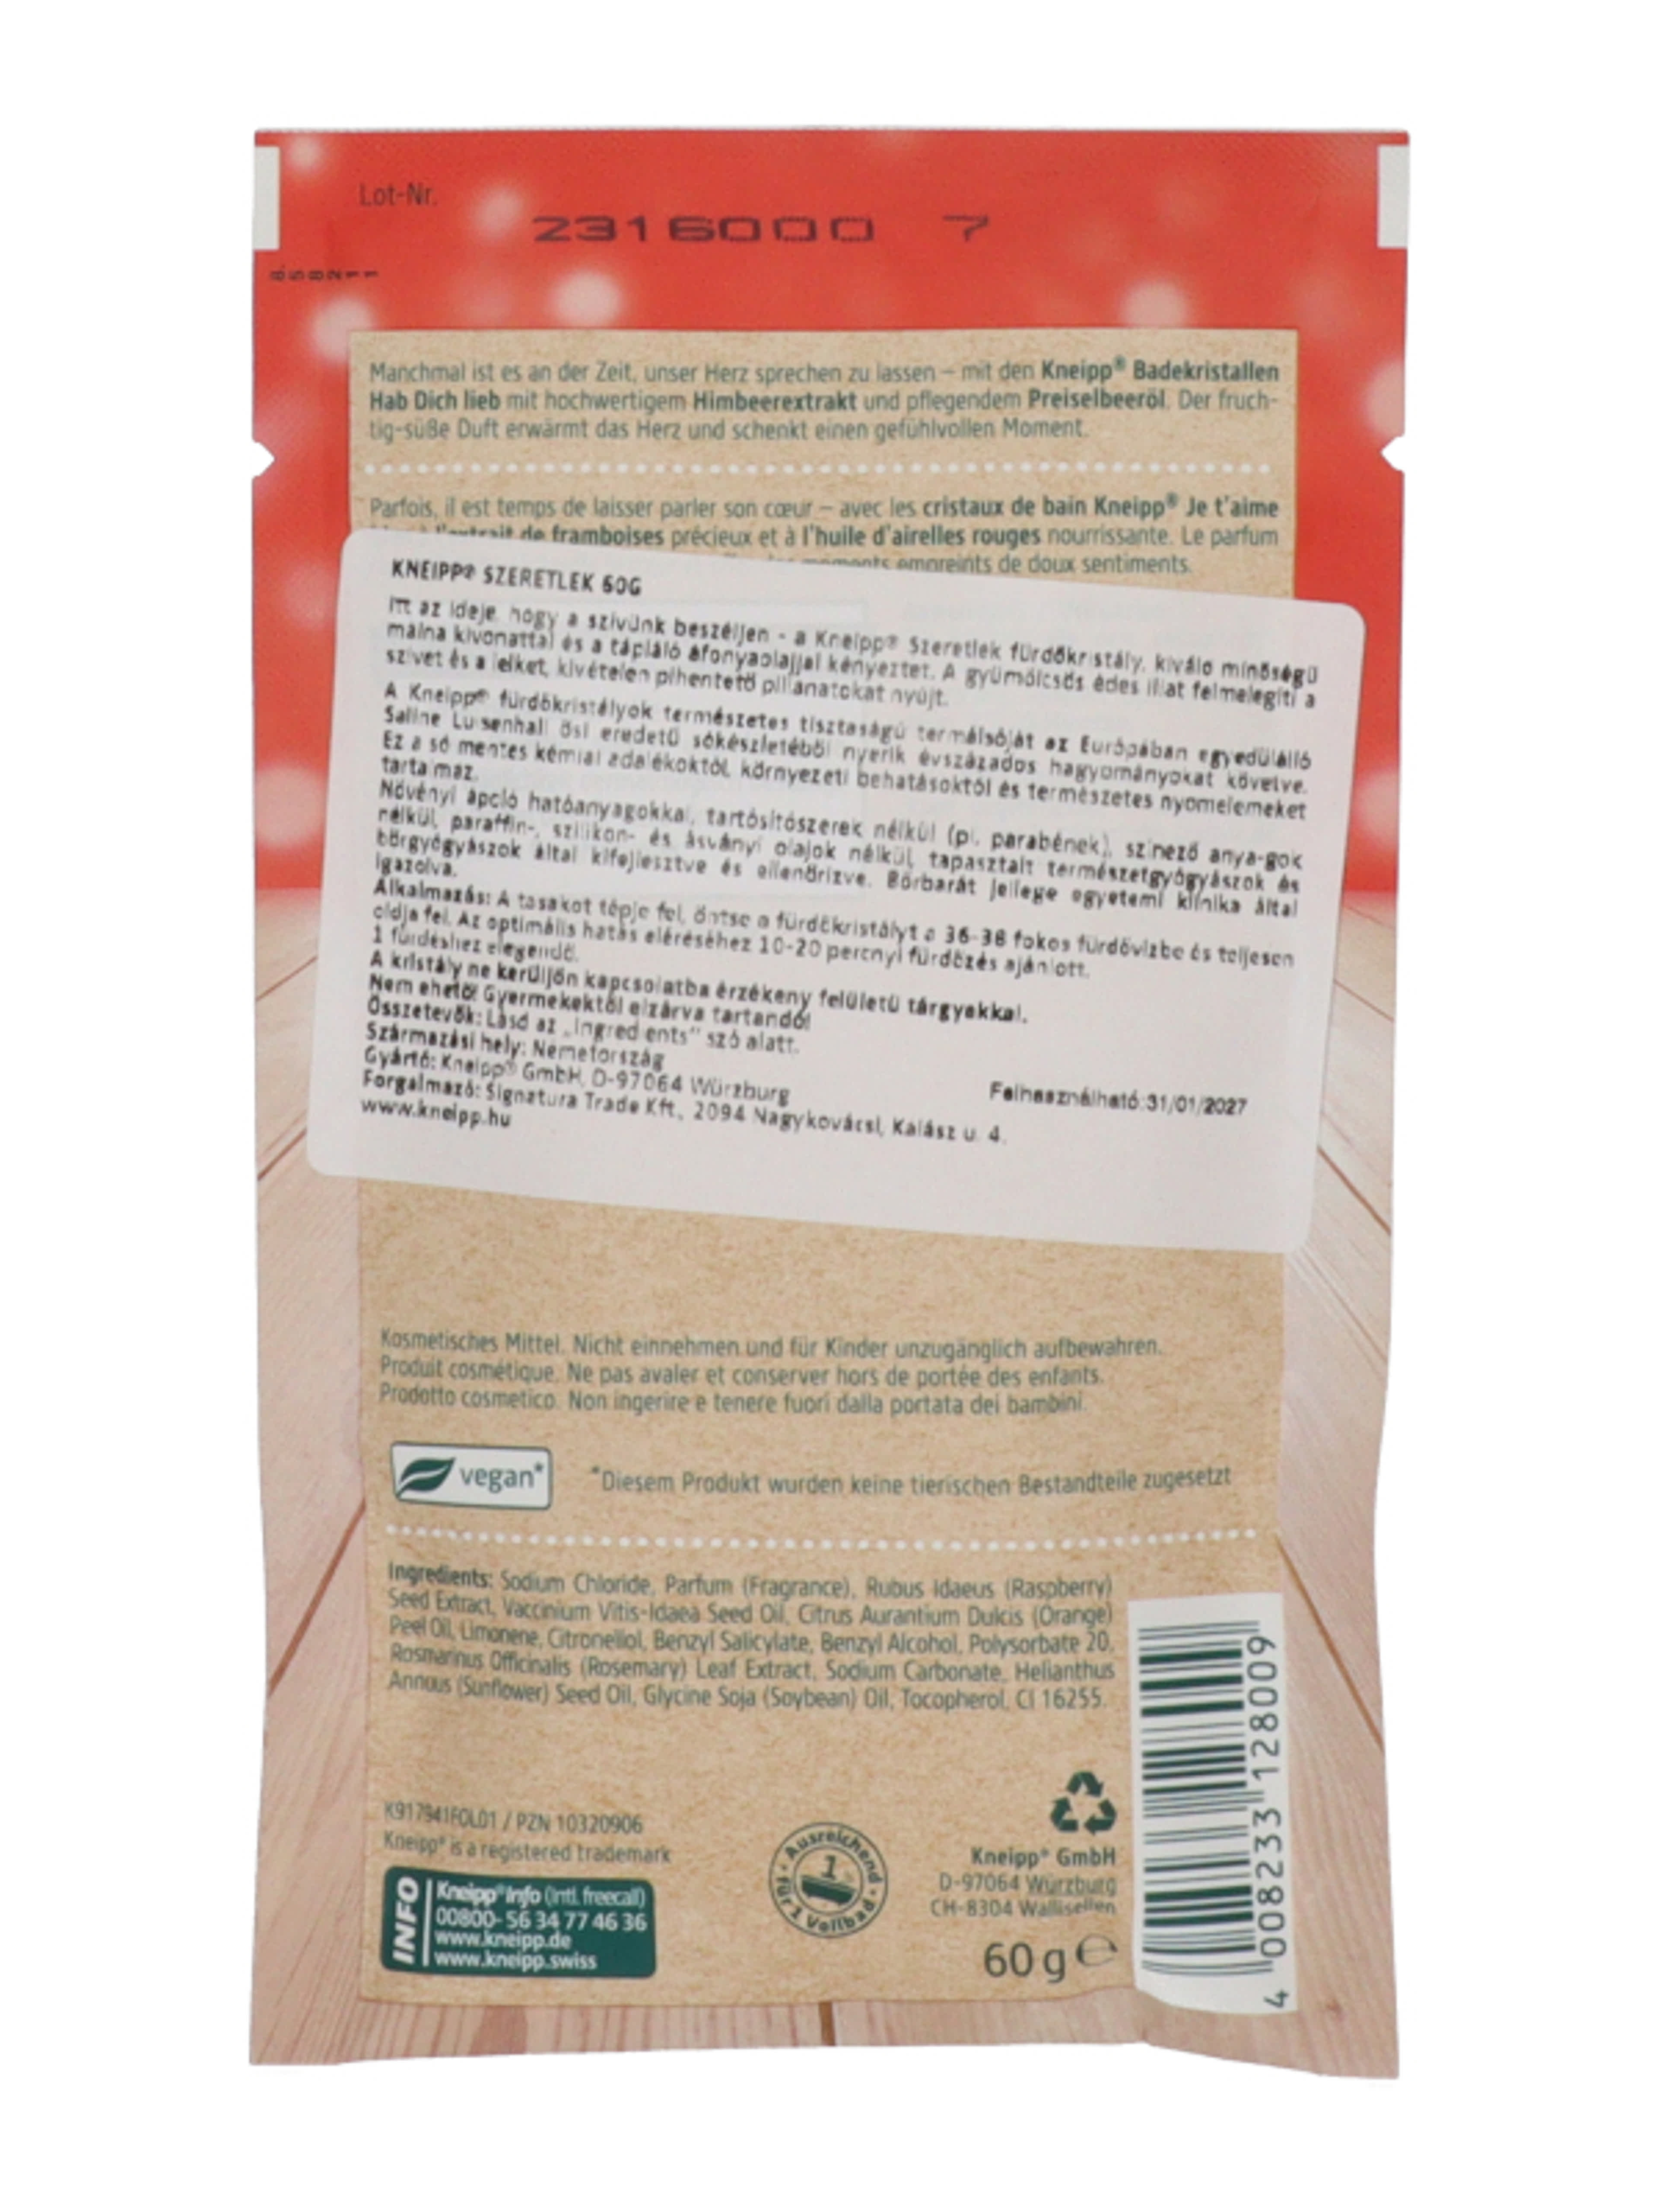 Lot-Nr.
2316000 7
858211
Manchmal ist es an der Zeit, unser Herz sprechen zu lassen – mit den Kneipp® Badekristallen
Hab Dich lieb mit hochwertigem Himbeerextrakt und pflegendem Preiselbeeröl. Der fruch-
tig-süße Duft erwärmt das Herz und schenkt einen gefühlvollen Moment.
Parfois, il est temps de laisser parler son cœur – avec les cristaux de bain Kneipp® Je t'aime
l'extrait de framboises précieux et à l'huile d'airelles rouges nourrissante. Le parfum
moments empreints de doux sentiments.
KNEIPP® SZERETLEK 60G
Itt az ideje, hogy a szívünk beszéljen - a Kneipp® Szeretlek fürdőkristály, kiváló minőségű
málna kivonattal és a tápláló áfonyaolajjal kényeztet. A gyümölcsös édes illat felmelegíti a
szívet és a lelket, kivételen pihentető pillanatokat nyújt.
A Kneipp® fürdőkristályok természetes tisztaságú termálsóját az Európában egyedülálló
Saline Luisenhall ősi eredetű sókészletéből nyerik évszázados hagyományokat követve.
Ez a só mentes kémiai adalékoktól, környezeti behatásoktól és természetes nyomelemeket
tartalmaz.
Növényi ápoló hatóanyagokkal, tartósítószerek nélkül (pl. parabének), színező anya-gok
nélkül, paraffin-, szilikon- és ásványi olajok nélkül, tapasztalt természetgyógyászok és
bőrgyógyászok által kifejlesztve és ellenőrizve. Bőrbarát jellege egyetemi klinika által
igazolva.
Alkalmazás: A tasakot tépje fel, öntse a fürdőkristályt a 36-38 fokos fürdővízbe és teljesen
oldja fel. Az optimális hatás eléréséhez 10-20 percnyi fürdőzés ajánlott.
1 fürdéshez elegendő.
A kristály ne kerüljön kapcsolatba érzékeny felületű tárgyakkal.
Nem ehető! Gyermekektől elzárva tartandó!
Összetevők: Lásd az „Ingredients" szó alatt.
Származási hely: Németország
Gyártó: Kneipp® GmbH, D-97064 Würzburg
Felhasználható:31/01/2027
Forgalmazó: Signatura Trade Kft., 2094 Nagykovácsi, Kalász u. 4.
www.kneipp.hu
Kosmetisches Mittel. Nicht einnehmen und für Kinder unzugänglich aufbewahren.
Produit cosmétique. Ne pas avaler et conserver hors de portée des enfants.
Prodotto cosmetico. Non ingerire e tenere fuori dalla portata dei bambini.
vegan*
*Diesem Produkt wurden keine tierischen Bestandteile zugesetzt
Ingredients: Sodium Chloride, Parfum (Fragrance), Rubus Idaeus (Raspberry)
Seed Extract, Vaccinium Vitis-Idaea Seed Oil, Citrus Aurantium Dulcis (Orange)
Peel Oil, Limonene, Citronellol, Benzyl Salicylate, Benzyl Alcohol, Polysorbate 20,
Rosmarinus Officinalis (Rosemary) Leaf Extract, Sodium Carbonate, Helianthus
Annuus (Sunflower) Seed Oil, Glycine Soja (Soybean) Oil, Tocopherol, CI 16255.
K917941FOL01 / PZN 10320906
Kneipp® is a registered trademark
INFO
Kneipp® Info (intl. freecall)
00800- 56 34 77 46 36
www.kneipp.de
www.kneipp.swiss
Ausreichend
1
für 1 Vollbad
Kneipp® GmbH
D-97064 Würzburg
CH-8304 Wallisellen
60 g e
4 008233 128009